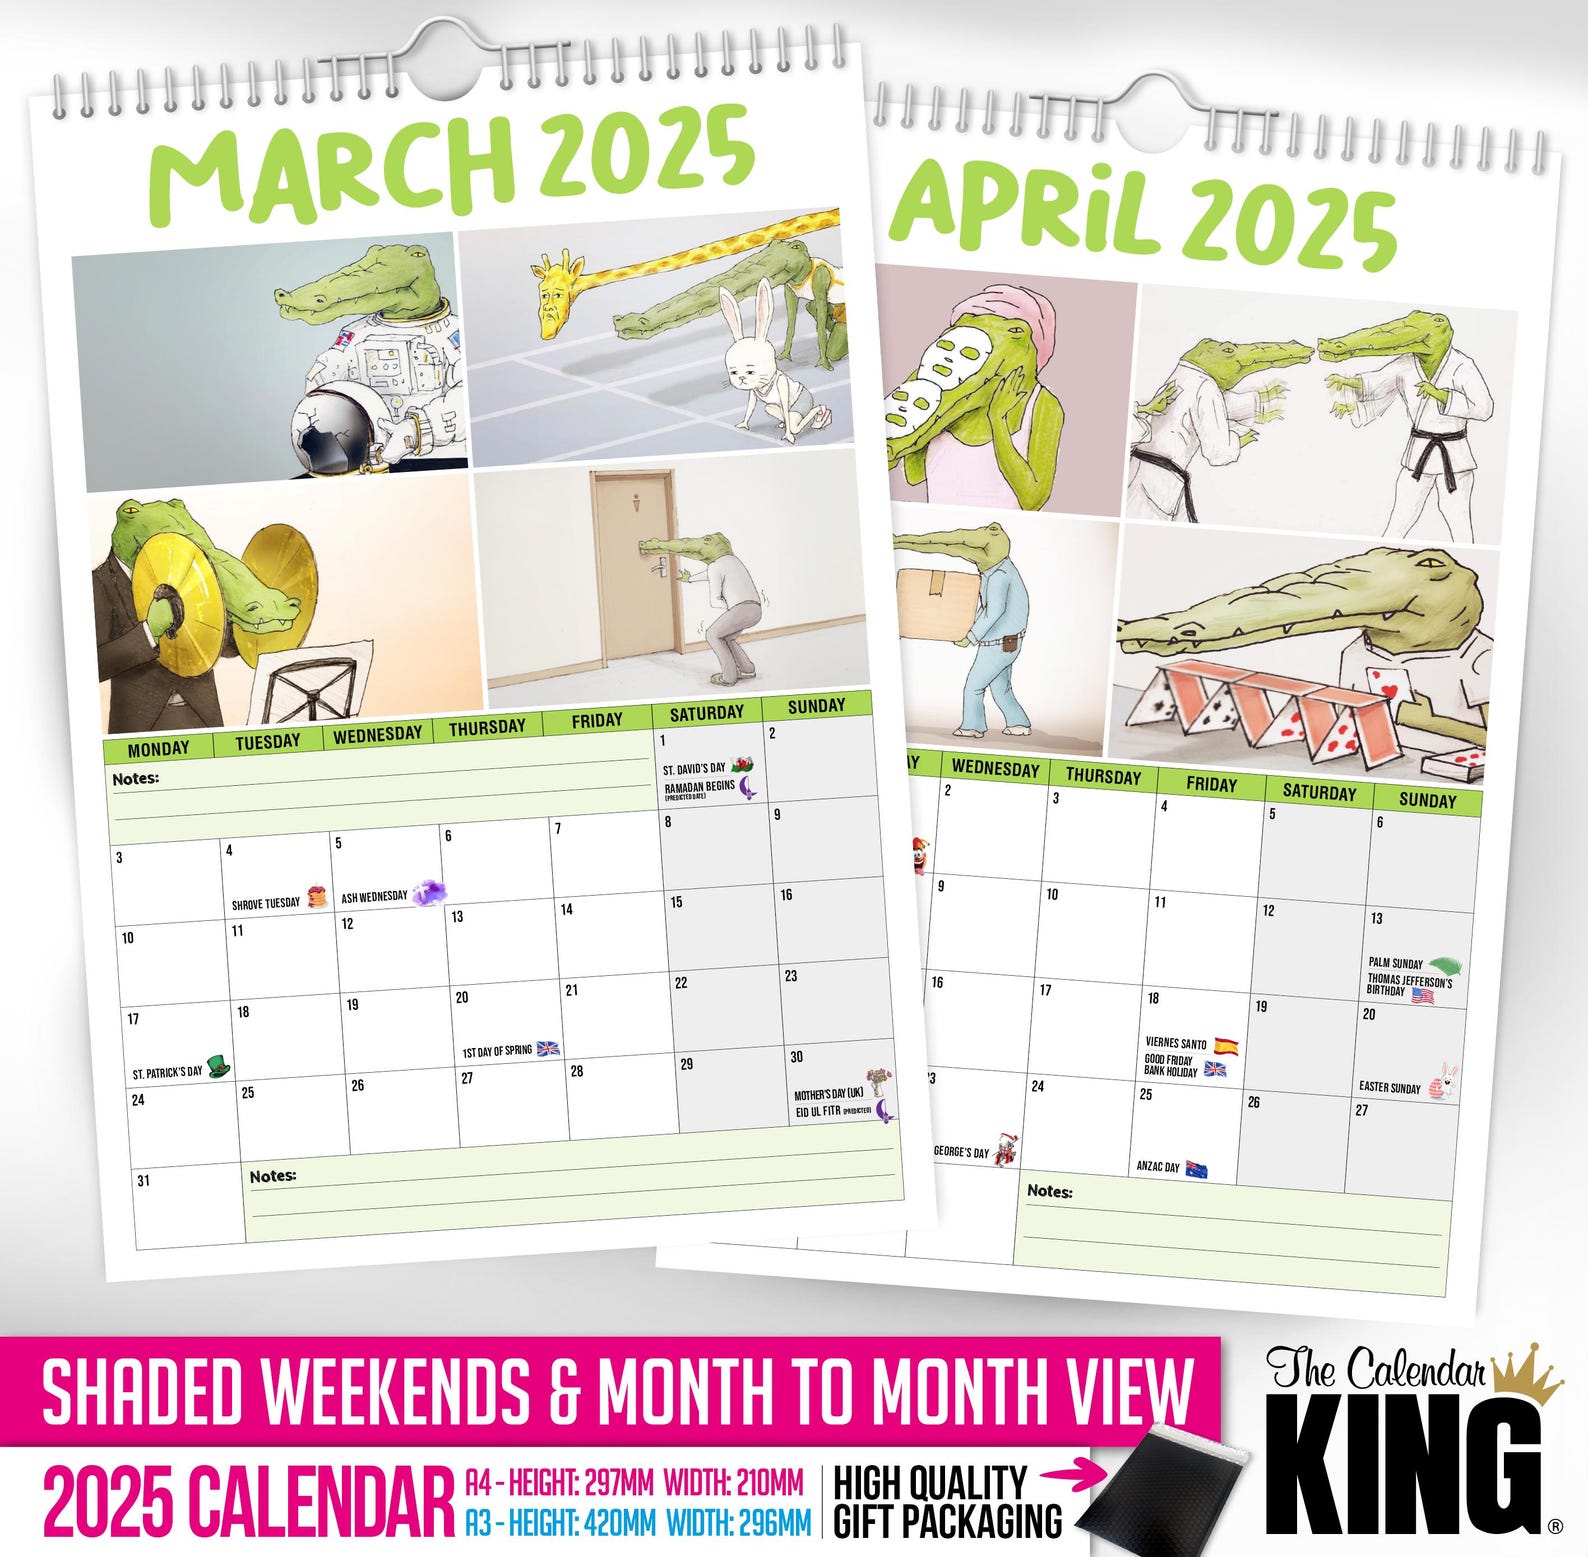 MARCH 2025
MONDAY TUESDAY WEDNESDAY THURSDAY FRIDAY SATURDAY SUNDAY
Notes:
1 2
ST. DAVID'S DAY
RAMADAN BEGINS
(PREDICTED DATE)
3 4 5 6 7 8 9
SHROVE TUESDAY ASH WEDNESDAY
10 11 12 13 14 15 16
17 18 19 20 21 22 23
ST. PATRICK'S DAY 1ST DAY OF SPRING
24 25 26 27 28 29 30
MOTHER'S DAY (UK)
EID UL FITR (PREDICTED)
31
Notes:
APRiL 2025
AY WEDNESDAY THURSDAY FRIDAY SATURDAY SUNDAY
2 3 4 5 6
9 10 11 12 13
PALM SUNDAY
THOMAS JEFFERSON'S
BIRTHDAY
16 17 18 19 20
VIERNES SANTO
GOOD FRIDAY
BANK HOLIDAY
EASTER SUNDAY
23 24 25 26 27
GEORGE'S DAY
ANZAC DAY
Notes:
SHADED WEEKENDS & MONTH TO MONTH VIEW
2025 CALENDAR
A4 - HEIGHT: 297MM WIDTH: 210MM
A3 - HEIGHT: 420MM WIDTH: 296MM
HIGH QUALITY
GIFT PACKAGING
The Calendar
KING®